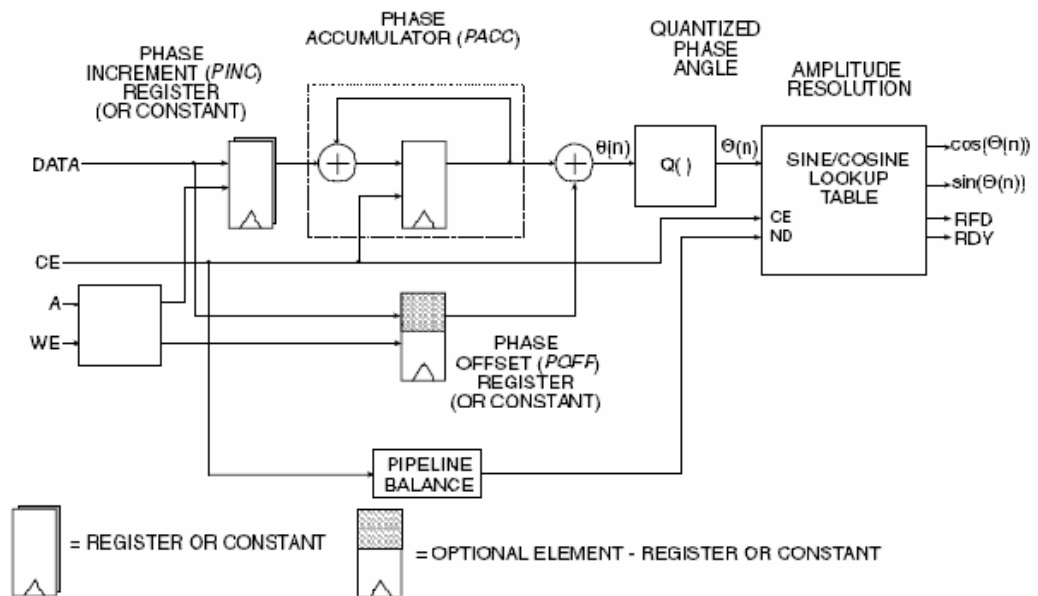 PHASE
ACCUMULATOR (PACC)
PHASE
INCREMENT (PINC)
REGISTER
(OR CONSTANT)
QUANTIZED
PHASE
ANGLE
AMPLITUDE
RESOLUTION
DATA
θ(n)
Q( )
Θ(n)
SINE/COSINE
LOOKUP
TABLE
CE
ND
cos(Θ(n))
sin(Θ(n))
RFD
RDY
CE
A
WE
PHASE
OFFSET (POFF)
REGISTER
(OR CONSTANT)
PIPELINE
BALANCE
= REGISTER OR CONSTANT
= OPTIONAL ELEMENT - REGISTER OR CONSTANT